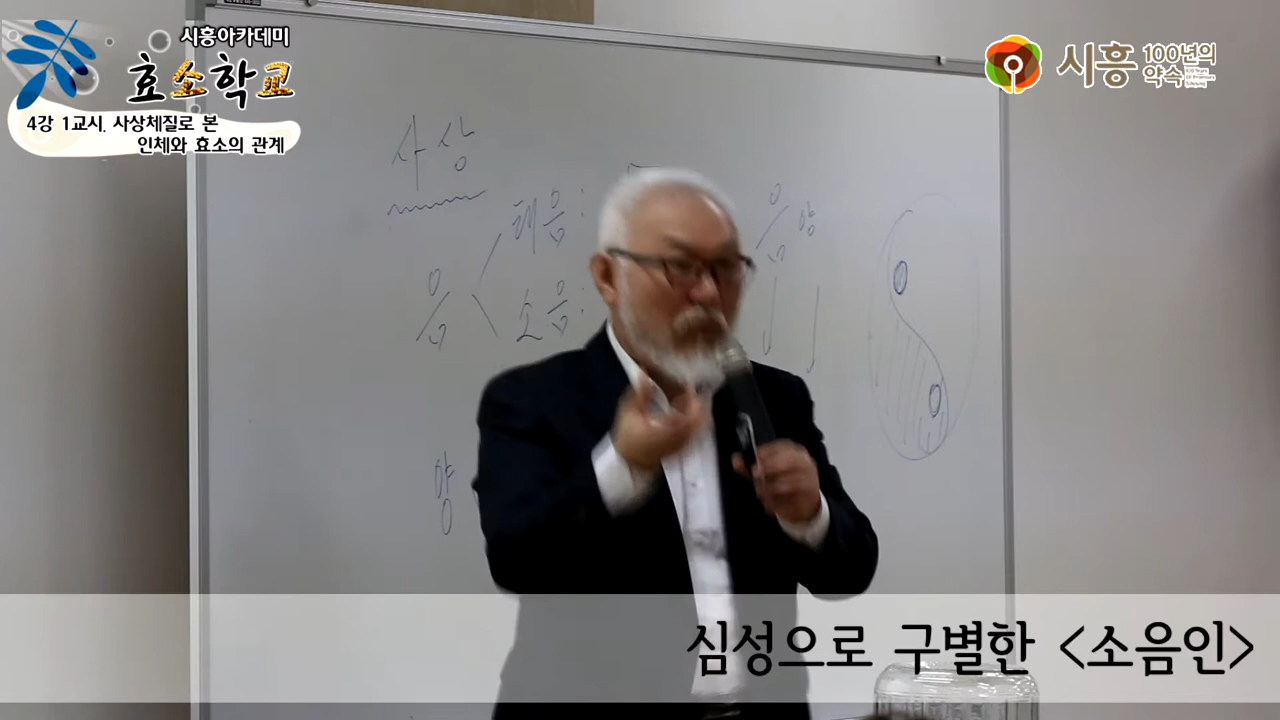 시흥아카데미
효소학교
4강 1교시. 사상체질로 본
인체와 효소의 관계
시흥 100년의
약속
사상
태음:
음
소음:
음양
양
심성으로 구별한 <소음인>